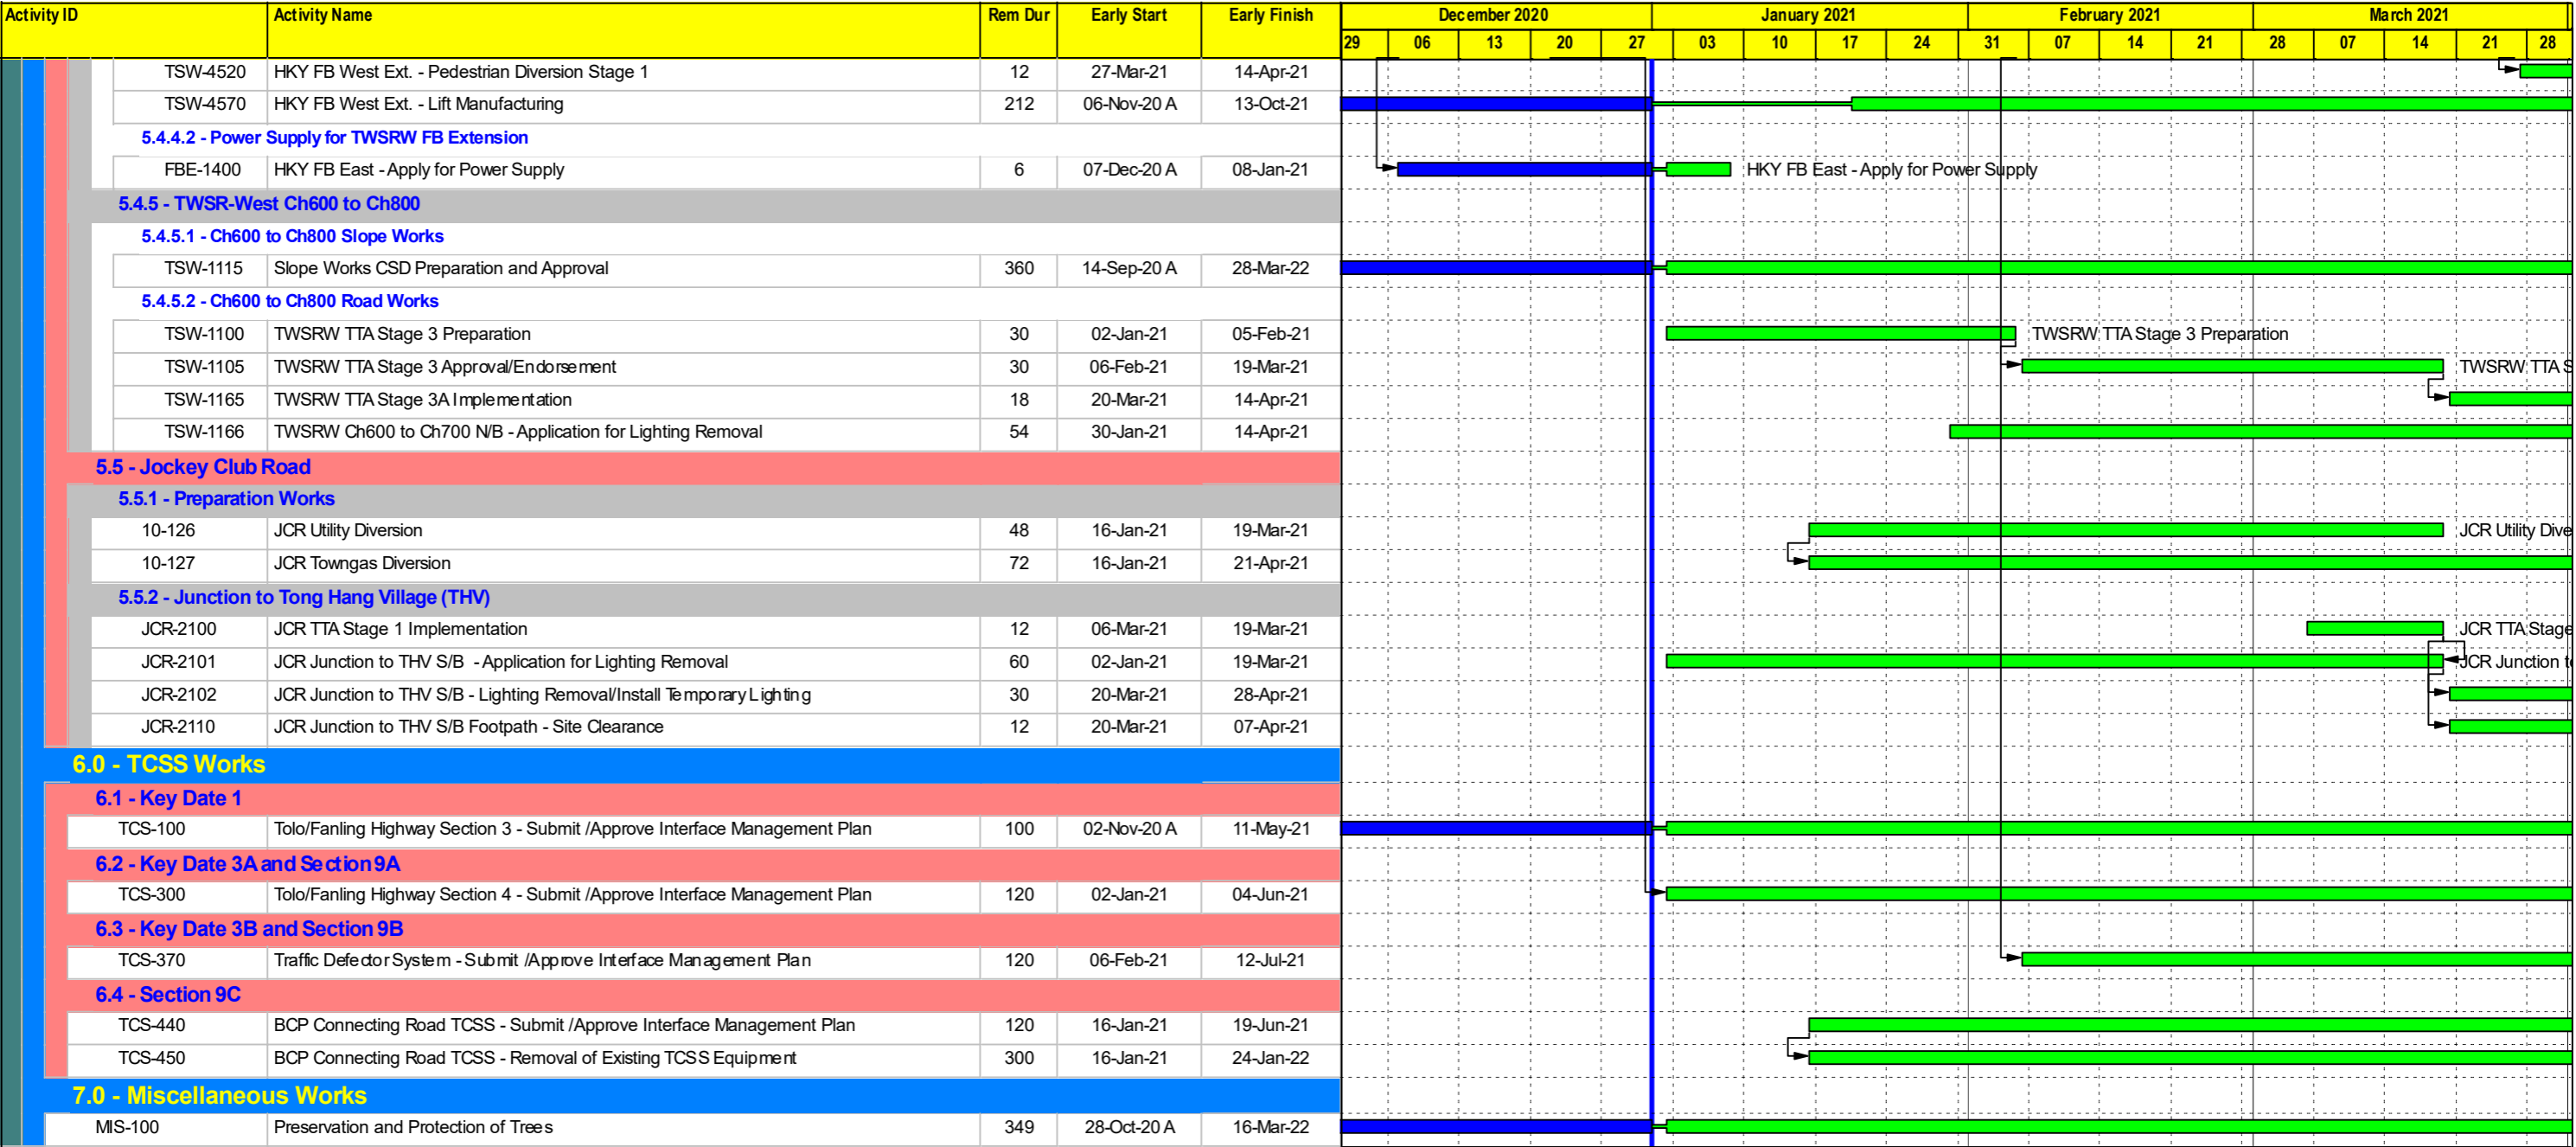 Activity ID Activity Name Rem Dur Early Start Early Finish December 2020 January 2021 February 2021 March 2021
29 06 13 20 27 03 10 17 24 31 07 14 21 28 07 14 21 28
TSW-4520 HKY FB West Ext. - Pedestrian Diversion Stage 1 12 27-Mar-21 14-Apr-21
TSW-4570 HKY FB West Ext. - Lift Manufacturing 212 06-Nov-20 A 13-Oct-21
5.4.4.2 - Power Supply for TWSRW FB Extension
FBE-1400 HKY FB East - Apply for Power Supply 6 07-Dec-20 A 08-Jan-21 HKY FB East - Apply for Power Supply
5.4.5 - TWSR-West Ch600 to Ch800
5.4.5.1 - Ch600 to Ch800 Slope Works
TSW-1115 Slope Works CSD Preparation and Approval 360 14-Sep-20 A 28-Mar-22
5.4.5.2 - Ch600 to Ch800 Road Works
TSW-1100 TWSRW TTA Stage 3 Preparation 30 02-Jan-21 05-Feb-21 TWSRW TTA Stage 3 Preparation
TSW-1105 TWSRW TTA Stage 3 Approval/Endorsement 30 06-Feb-21 19-Mar-21 TWSRW TTA S
TSW-1165 TWSRW TTA Stage 3A Implementation 18 20-Mar-21 14-Apr-21
TSW-1166 TWSRW Ch600 to Ch700 N/B - Application for Lighting Removal 54 30-Jan-21 14-Apr-21
5.5 - Jockey Club Road
5.5.1 - Preparation Works
10-126 JCR Utility Diversion 48 16-Jan-21 19-Mar-21 JCR Utility Dive
10-127 JCR Towngas Diversion 72 16-Jan-21 21-Apr-21
5.5.2 - Junction to Tong Hang Village (THV)
JCR-2100 JCR TTA Stage 1 Implementation 12 06-Mar-21 19-Mar-21 JCR TTA Stage
JCR-2101 JCR Junction to THV S/B - Application for Lighting Removal 60 02-Jan-21 19-Mar-21 JCR Junction t
JCR-2102 JCR Junction to THV S/B - Lighting Removal/Install Temporary Lighting 30 20-Mar-21 28-Apr-21
JCR-2110 JCR Junction to THV S/B Footpath - Site Clearance 12 20-Mar-21 07-Apr-21
6.0 - TCSS Works
6.1 - Key Date 1
TCS-100 Tolo/Fanling Highway Section 3 - Submit /Approve Interface Management Plan 100 02-Nov-20 A 11-May-21
6.2 - Key Date 3A and Section 9A
TCS-300 Tolo/Fanling Highway Section 4 - Submit /Approve Interface Management Plan 120 02-Jan-21 04-Jun-21
6.3 - Key Date 3B and Section 9B
TCS-370 Traffic Defector System - Submit /Approve Interface Management Plan 120 06-Feb-21 12-Jul-21
6.4 - Section 9C
TCS-440 BCP Connecting Road TCSS - Submit /Approve Interface Management Plan 120 16-Jan-21 19-Jun-21
TCS-450 BCP Connecting Road TCSS - Removal of Existing TCSS Equipment 300 16-Jan-21 24-Jan-22
7.0 - Miscellaneous Works
MIS-100 Preservation and Protection of Trees 349 28-Oct-20 A 16-Mar-22